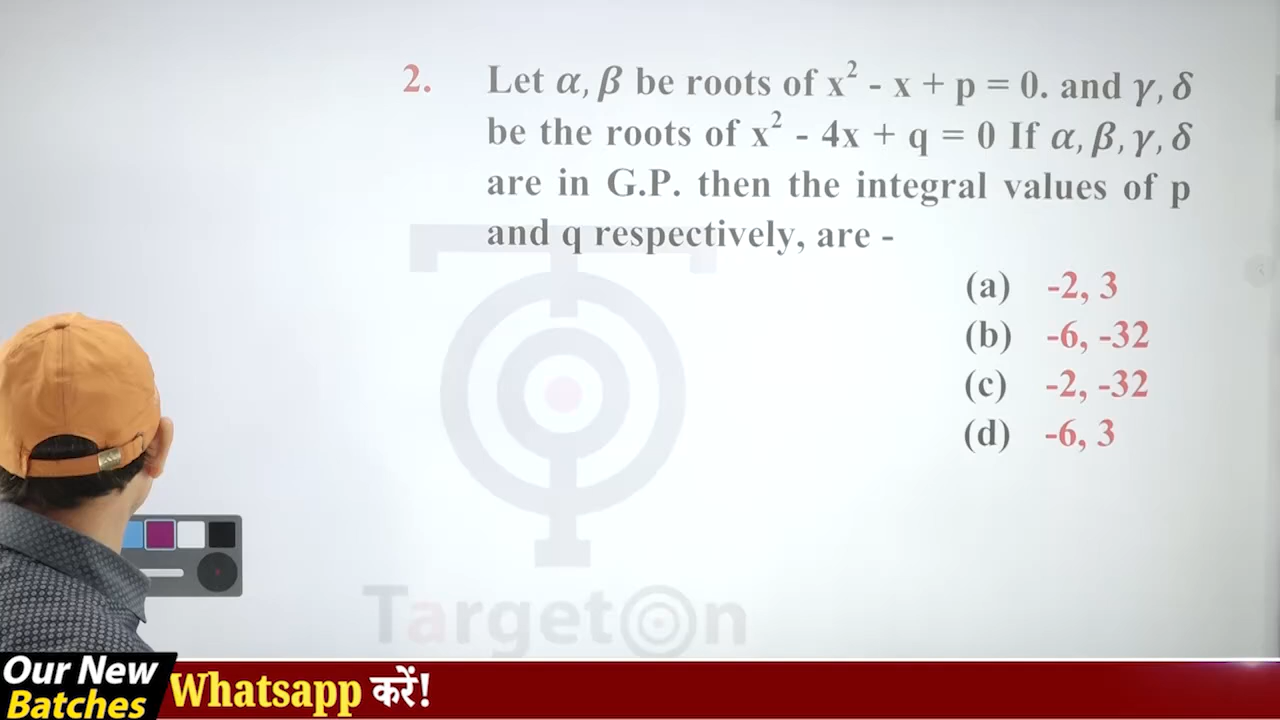 2. Let α, β be roots of x² - x + p = 0. and γ, δ
be the roots of x² - 4x + q = 0 If α, β, γ, δ
are in G.P. then the integral values of p
and q respectively, are -
(a) -2, 3
(b) -6, -32
(c) -2, -32
(d) -6, 3
TargetOn
Our New
Batches
Whatsapp करें!